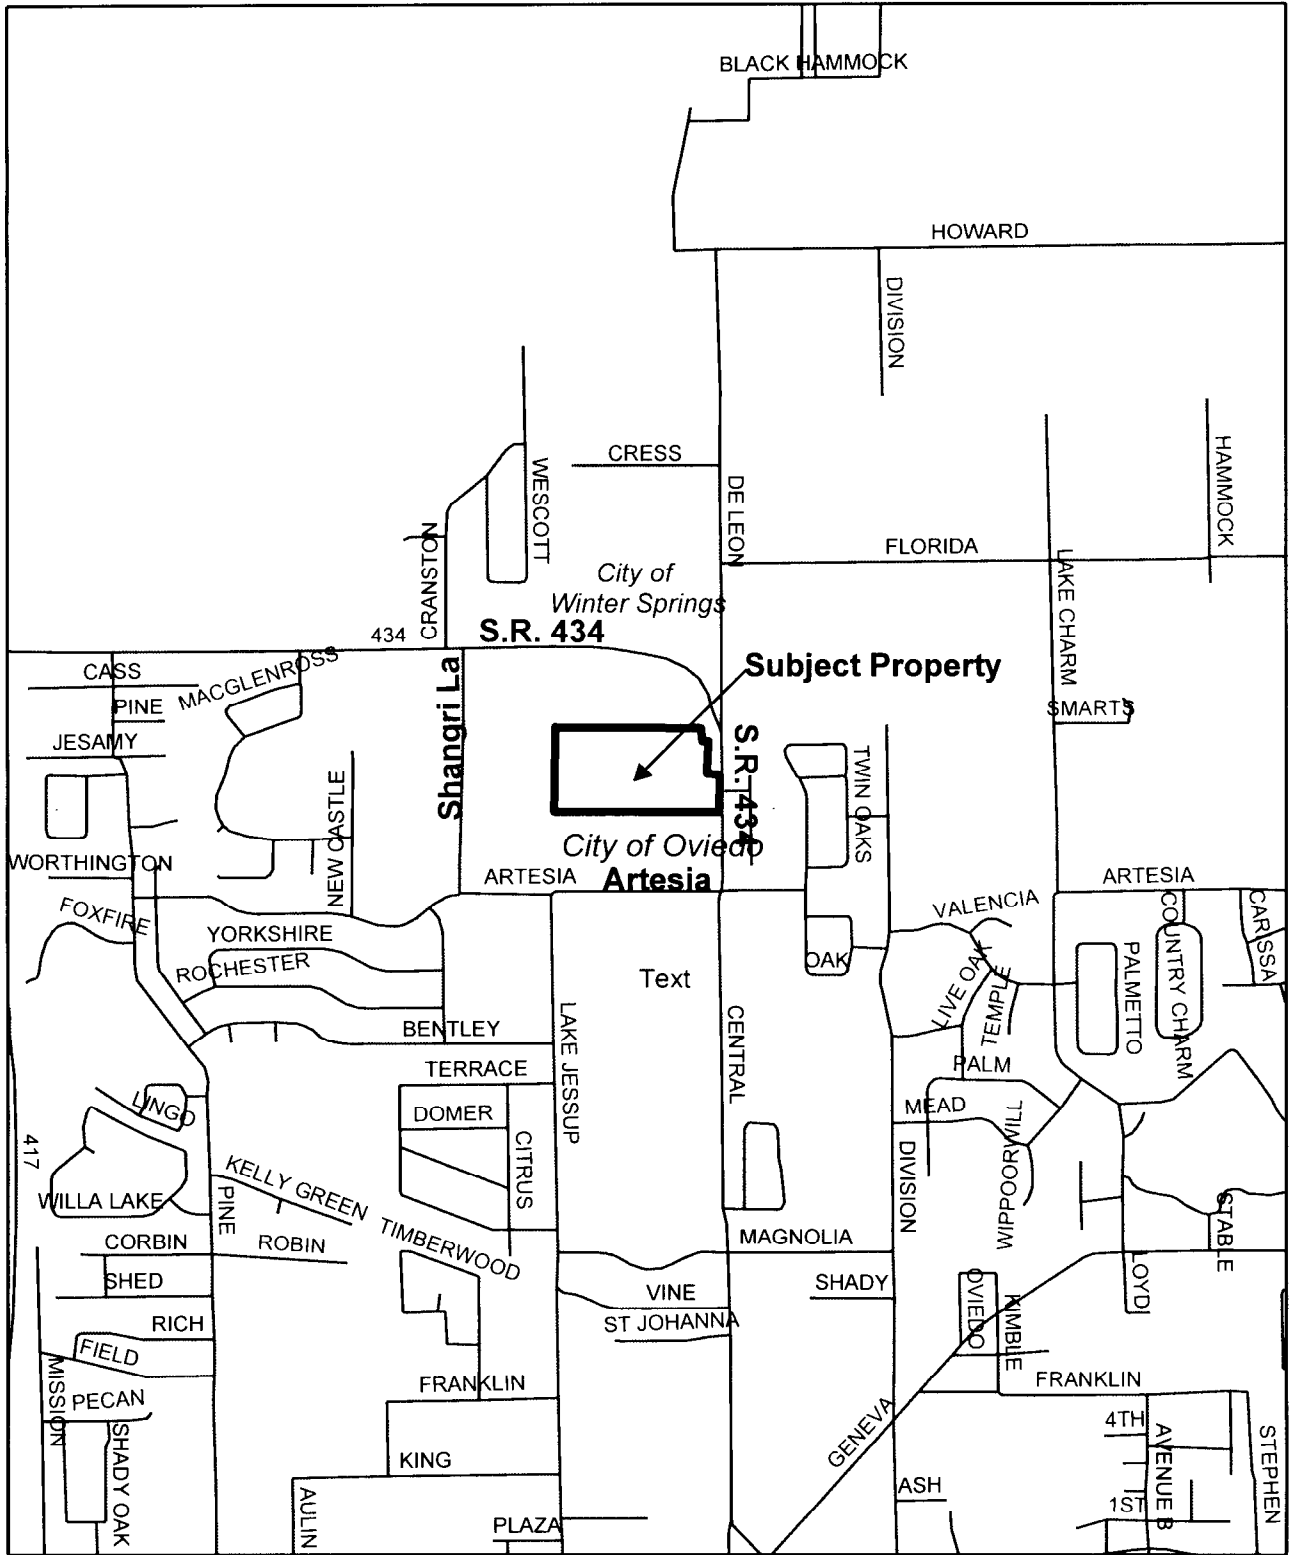 BLACK HAMMOCK
HOWARD
DIVISION
CRESS
WESCOTT
DE LEON
HAMMOCK
CRANSTON
FLORIDA
LAKE CHARM
City of
Winter Springs
434
S.R. 434
CASS
MACGLENROSS
Shangri La
Subject Property
PINE
SMARTS
JESAMY
S.R. 434
TWIN OAKS
NEW CASTLE
City of Oviedo
WORTHINGTON
ARTESIA
Artesia
ARTESIA
FOXFIRE
VALENCIA
COUNTRY CHARM
CARISSA
YORKSHIRE
ROCHESTER
Text
OAK
LIVE OAK
TEMPLE
PALMETTO
BENTLEY
LAKE JESSUP
CENTRAL
TERRACE
PALM
LINGO
DOMER
MEAD
417
CITRUS
WIPPOORWILL
KELLY GREEN
DIVISION
WILLA LAKE
PINE
TIMBERWOOD
STABLE
CORBIN
ROBIN
MAGNOLIA
SHED
VINE
SHADY
OVIEDO
KIMBLE
LOYD
RICH
ST JOHANNA
FIELD
MISSION
PECAN
FRANKLIN
FRANKLIN
GENEVA
4TH
AVENUE B
STEPHEN
SHADY OAK
KING
AULIN
ASH
1ST
PLAZA